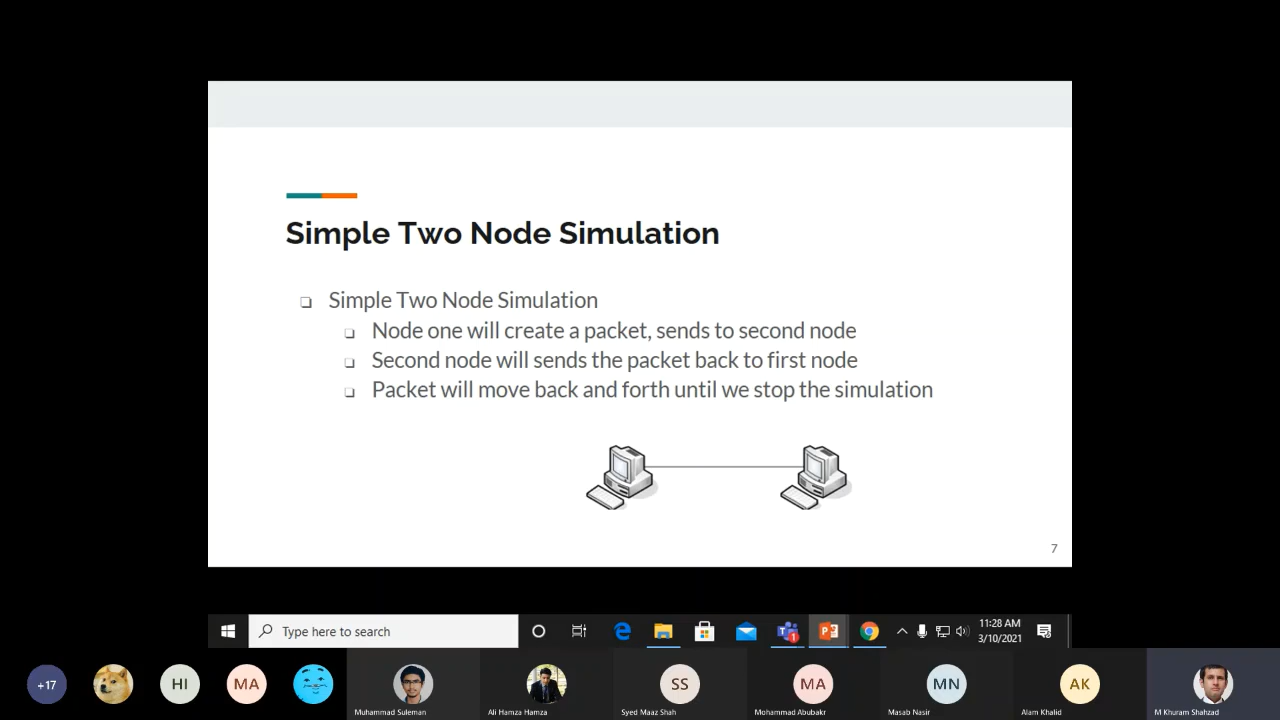 Simple Two Node Simulation
❏ Simple Two Node Simulation
❏ Node one will create a packet, sends to second node
❏ Second node will sends the packet back to first node
❏ Packet will move back and forth until we stop the simulation
7
Type here to search
1
11:28 AM
3/10/2021
+17
HI
MA
SS
MA
MN
AK
Muhammad Suleman
Ali Hamza Hamza
Syed Maaz Shah
Mohammad Abubakr
Masab Nasir
Alam Khalid
M Khuram Shahzad